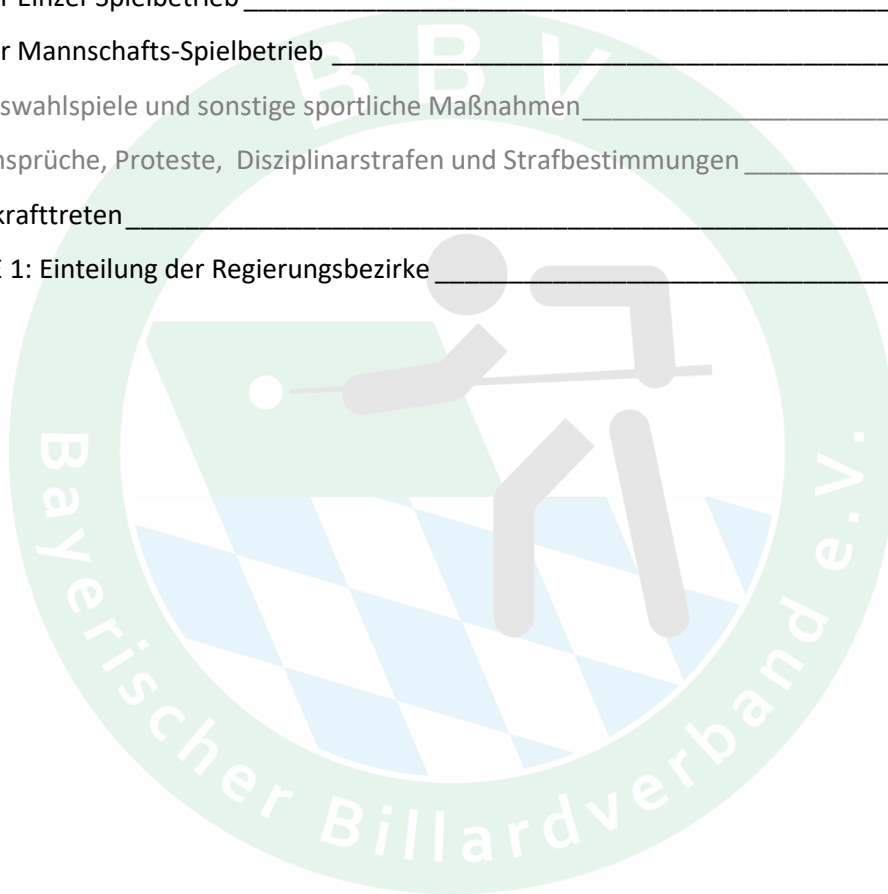 r Einzel Spielbetrieb
r Mannschafts-Spielbetrieb
swahlspiele und sonstige sportliche Maßnahmen
nsprüche, Proteste, Disziplinarstrafen und Strafbestimmungen
krafttreten
E 1: Einteilung der Regierungsbezirke
BBV
Bayerischer Billardverband e.V.